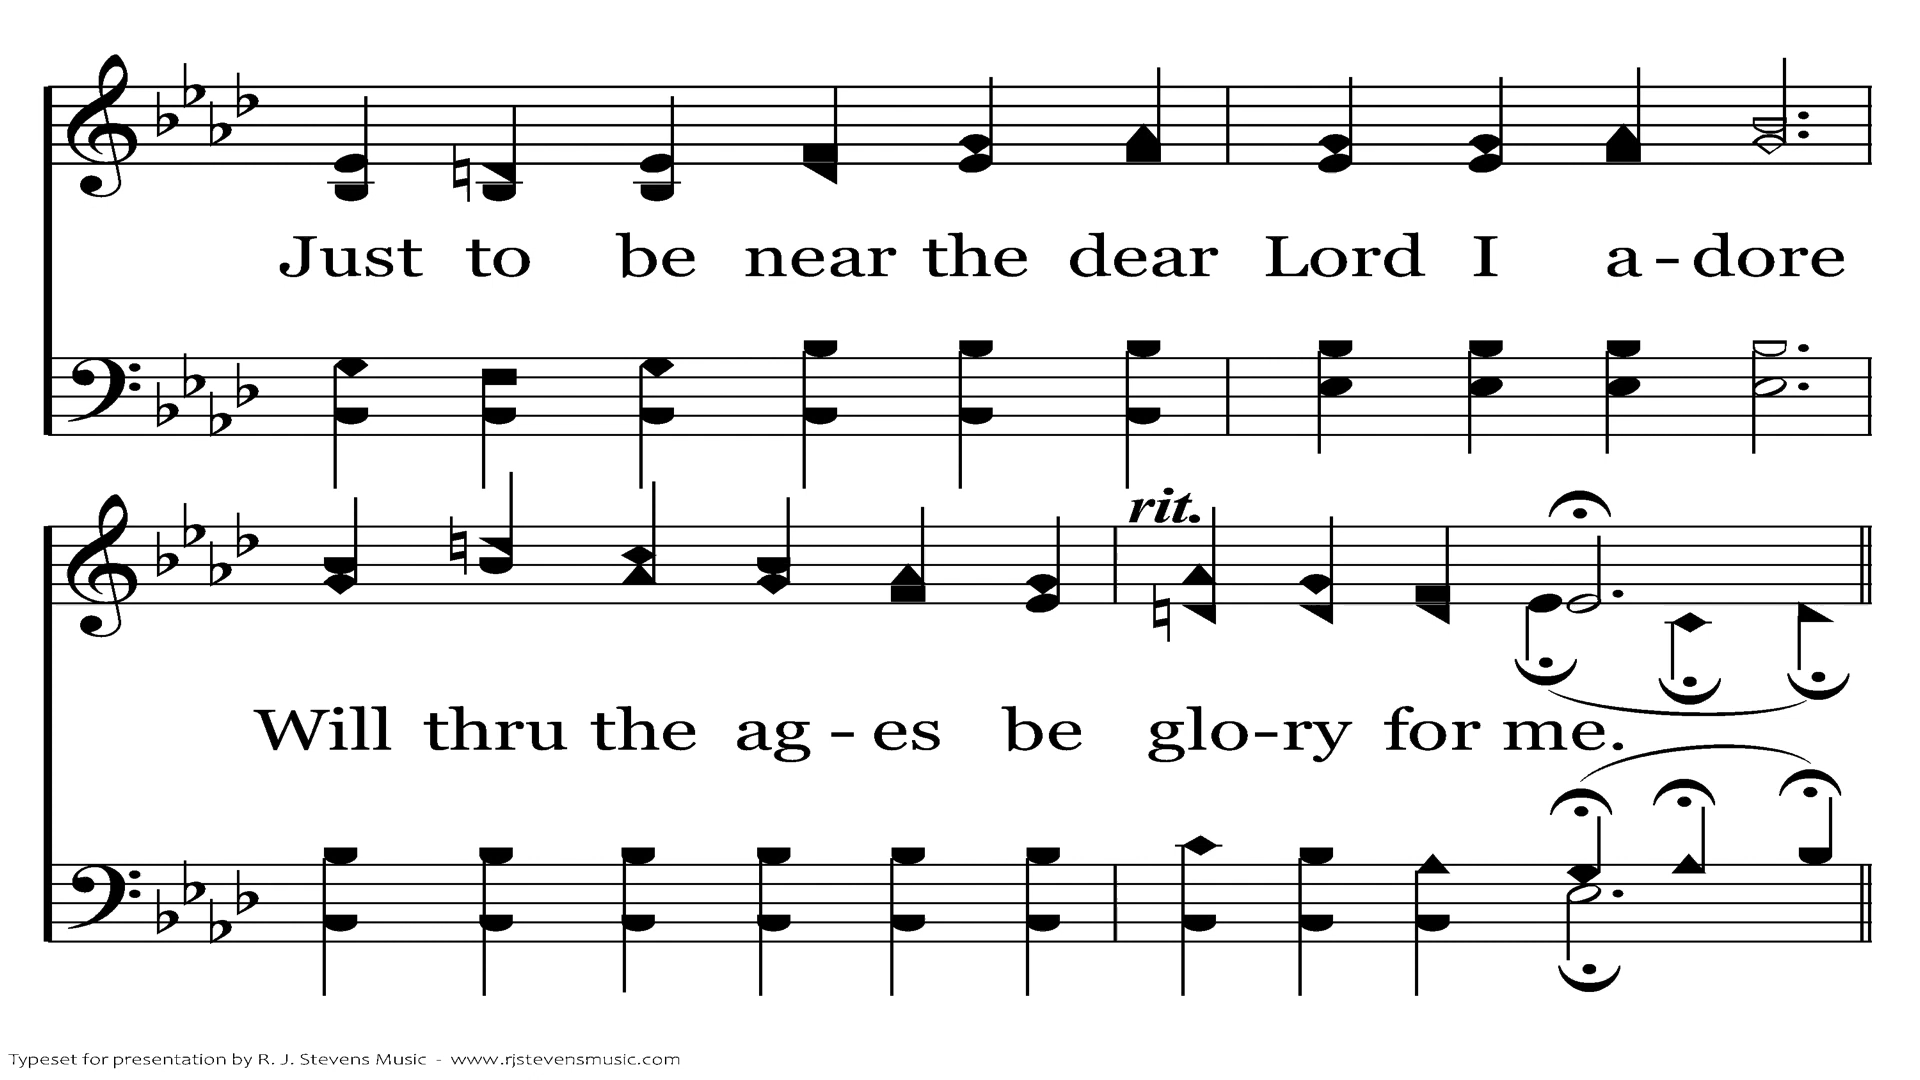 Just to be near the dear Lord I a-dore
rit.
Will thru the ag-es be glo-ry for me.
Typeset for presentation by R. J. Stevens Music - www.rjstevensmusic.com